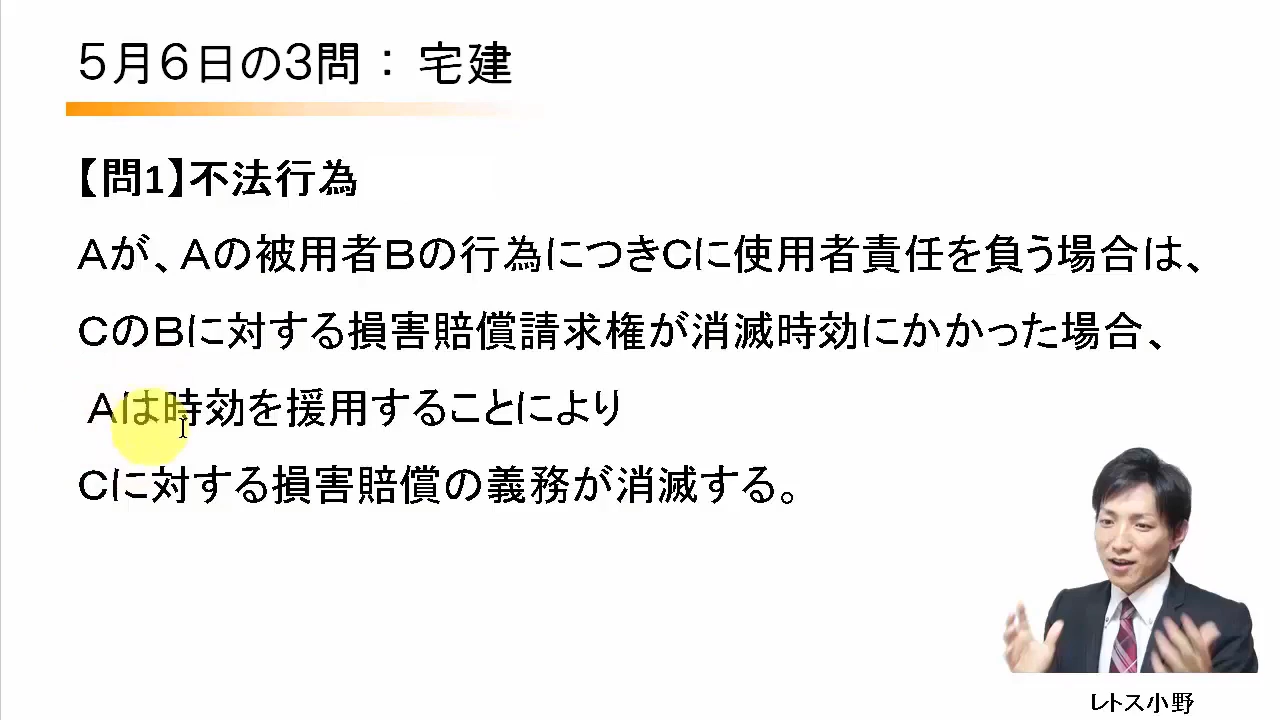 ５月６日の３問：宅建
【問1】不法行為
Ａが、Ａの被用者Ｂの行為につきＣに使用者責任を負う場合は、
ＣのＢに対する損害賠償請求権が消滅時効にかかった場合、
Ａは時効を援用することにより
Ｃに対する損害賠償の義務が消滅する。
レトス小野